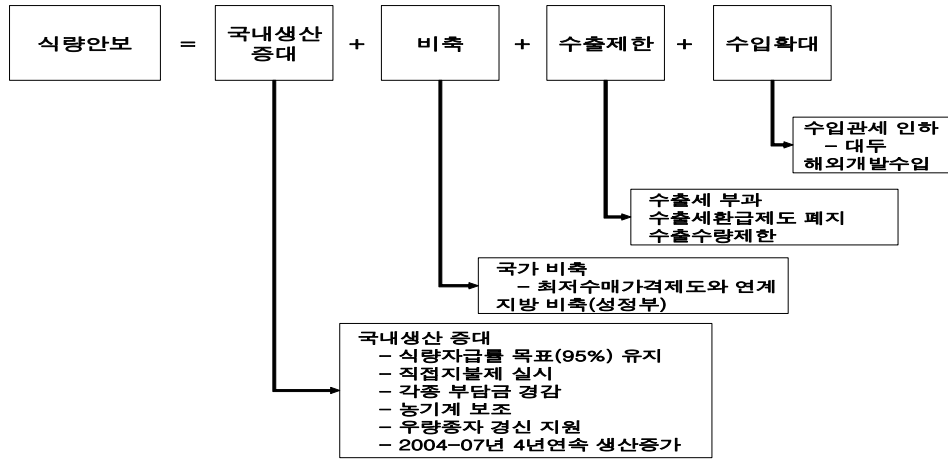 식량안보 = 국내생산 증대 + 비축 + 수출제한 + 수입확대
수입관세 인하
– 대두
해외개발수입
수출세 부과
수출세환급제도 폐지
수출수량제한
국가 비축
– 최저수매가격제도와 연계
지방 비축(성정부)
국내생산 증대
– 식량자급률 목표(95%) 유지
– 직접지불제 실시
– 각종 부담금 경감
– 농기계 보조
– 우량종자 경신 지원
– 2004–07년 4년연속 생산증가